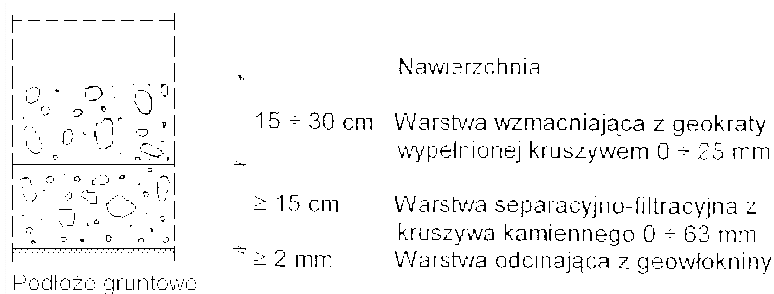 Nawierzchnia
15 ÷ 30 cm Warstwa wzmacniająca z geokraty
wypełnionej kruszywem 0 ÷ 25 mm
≥ 15 cm Warstwa separacyjno-filtracyjna z
kruszywa kamiennego 0 ÷ 63 mm
≥ 2 mm Warstwa odcinająca z geowłókniny
Podłoże gruntowe